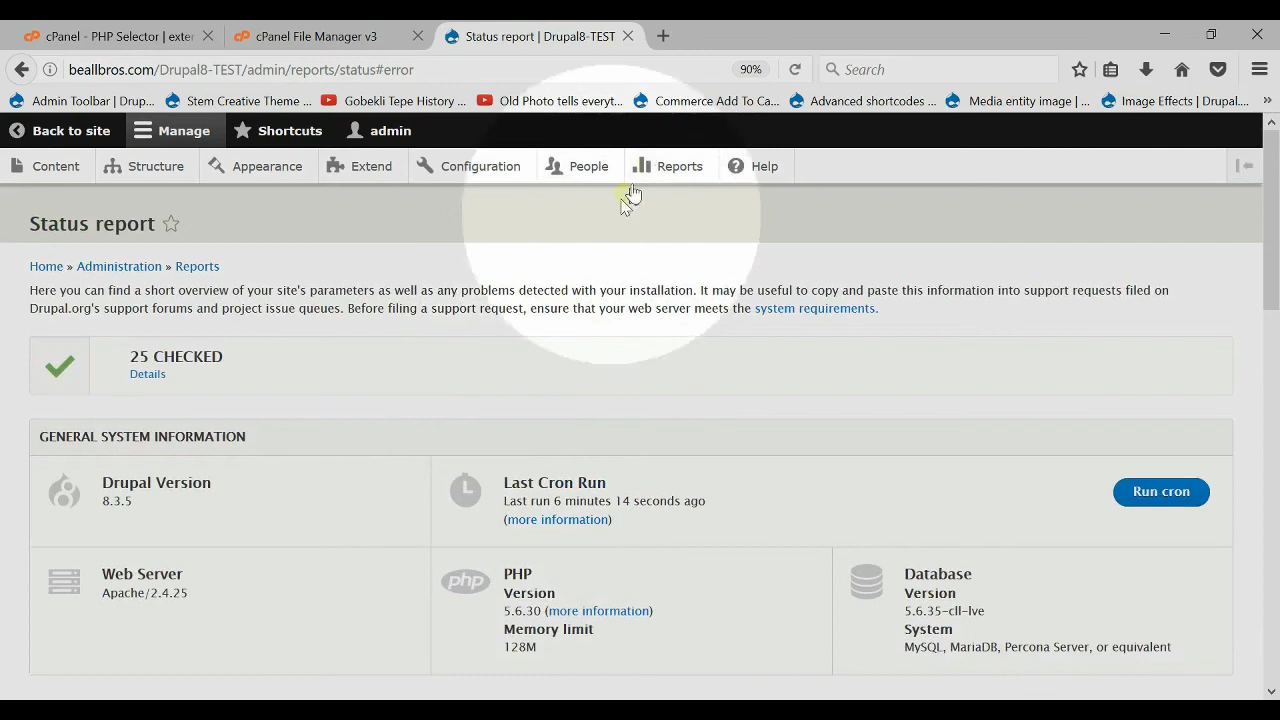 cPanel - PHP Selector | exter
cPanel File Manager v3
Status report | Drupal8-TEST
beallbros.com/Drupal8-TEST/admin/reports/status#error
90%
Search
Admin Toolbar | Drup...
Stem Creative Theme ...
Gobekli Tepe History ...
Old Photo tells everyt...
Commerce Add To Ca...
Advanced shortcodes ...
Media entity image | ...
Image Effects | Drupal....
Back to site
Manage
Shortcuts
admin
Content
Structure
Appearance
Extend
Configuration
People
Reports
Help
Status report
Home » Administration » Reports
Here you can find a short overview of your site's parameters as well as any problems detected with your installation. It may be useful to copy and paste this information into support requests filed on
Drupal.org's support forums and project issue queues. Before filing a support request, ensure that your web server meets the system requirements.
25 CHECKED
Details
GENERAL SYSTEM INFORMATION
Drupal Version
8.3.5
Last Cron Run
Last run 6 minutes 14 seconds ago
(more information)
Run cron
Web Server
Apache/2.4.25
php
PHP
Version
5.6.30 (more information)
Memory limit
128M
Database
Version
5.6.35-cll-lve
System
MySQL, MariaDB, Percona Server, or equivalent